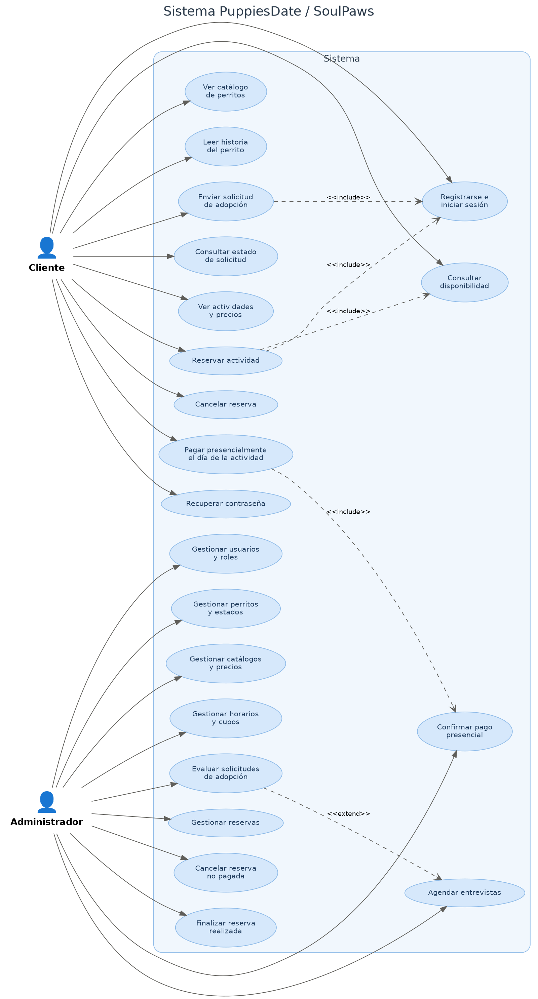 Sistema PuppiesDate / SoulPaws
Sistema
Ver catálogo
de perritos
Leer historia
del perrito
Enviar solicitud
de adopción
<<include>>
Registrarse e
iniciar sesión
Cliente
Consultar estado
de solicitud
<<include>>
Consultar
disponibilidad
Ver actividades
y precios
<<include>>
Reservar actividad
Cancelar reserva
Pagar presencialmente
el día de la actividad
Recuperar contraseña
<<include>>
Gestionar usuarios
y roles
Gestionar perritos
y estados
Gestionar catálogos
y precios
Gestionar horarios
y cupos
Confirmar pago
presencial
Evaluar solicitudes
de adopción
<<extend>>
Administrador
Gestionar reservas
Cancelar reserva
no pagada
Agendar entrevistas
Finalizar reserva
realizada